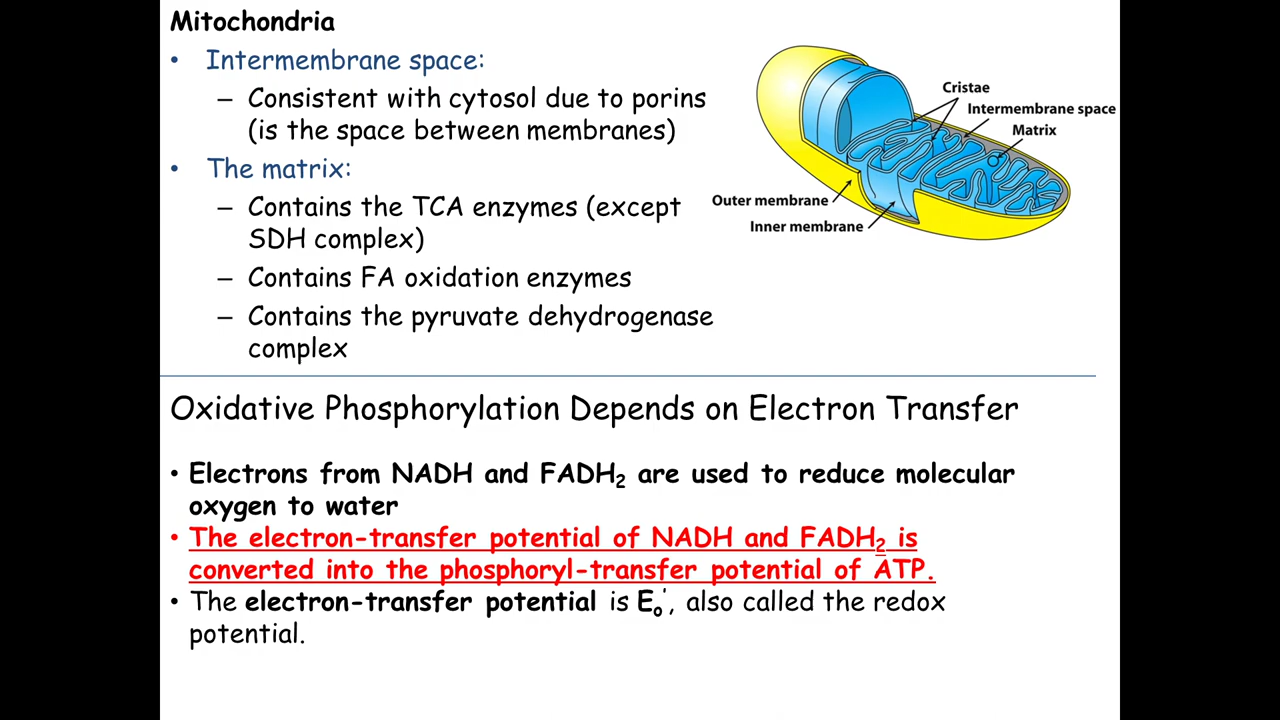 Mitochondria
• Intermembrane space:
– Consistent with cytosol due to porins
(is the space between membranes)
• The matrix:
– Contains the TCA enzymes (except
SDH complex)
– Contains FA oxidation enzymes
– Contains the pyruvate dehydrogenase
complex
Cristae
Intermembrane space
Matrix
Outer membrane
Inner membrane
Oxidative Phosphorylation Depends on Electron Transfer
• Electrons from NADH and FADH₂ are used to reduce molecular
oxygen to water
• The electron-transfer potential of NADH and FADH₂ is
converted into the phosphoryl-transfer potential of ATP.
• The electron-transfer potential is Eₒ', also called the redox
potential.